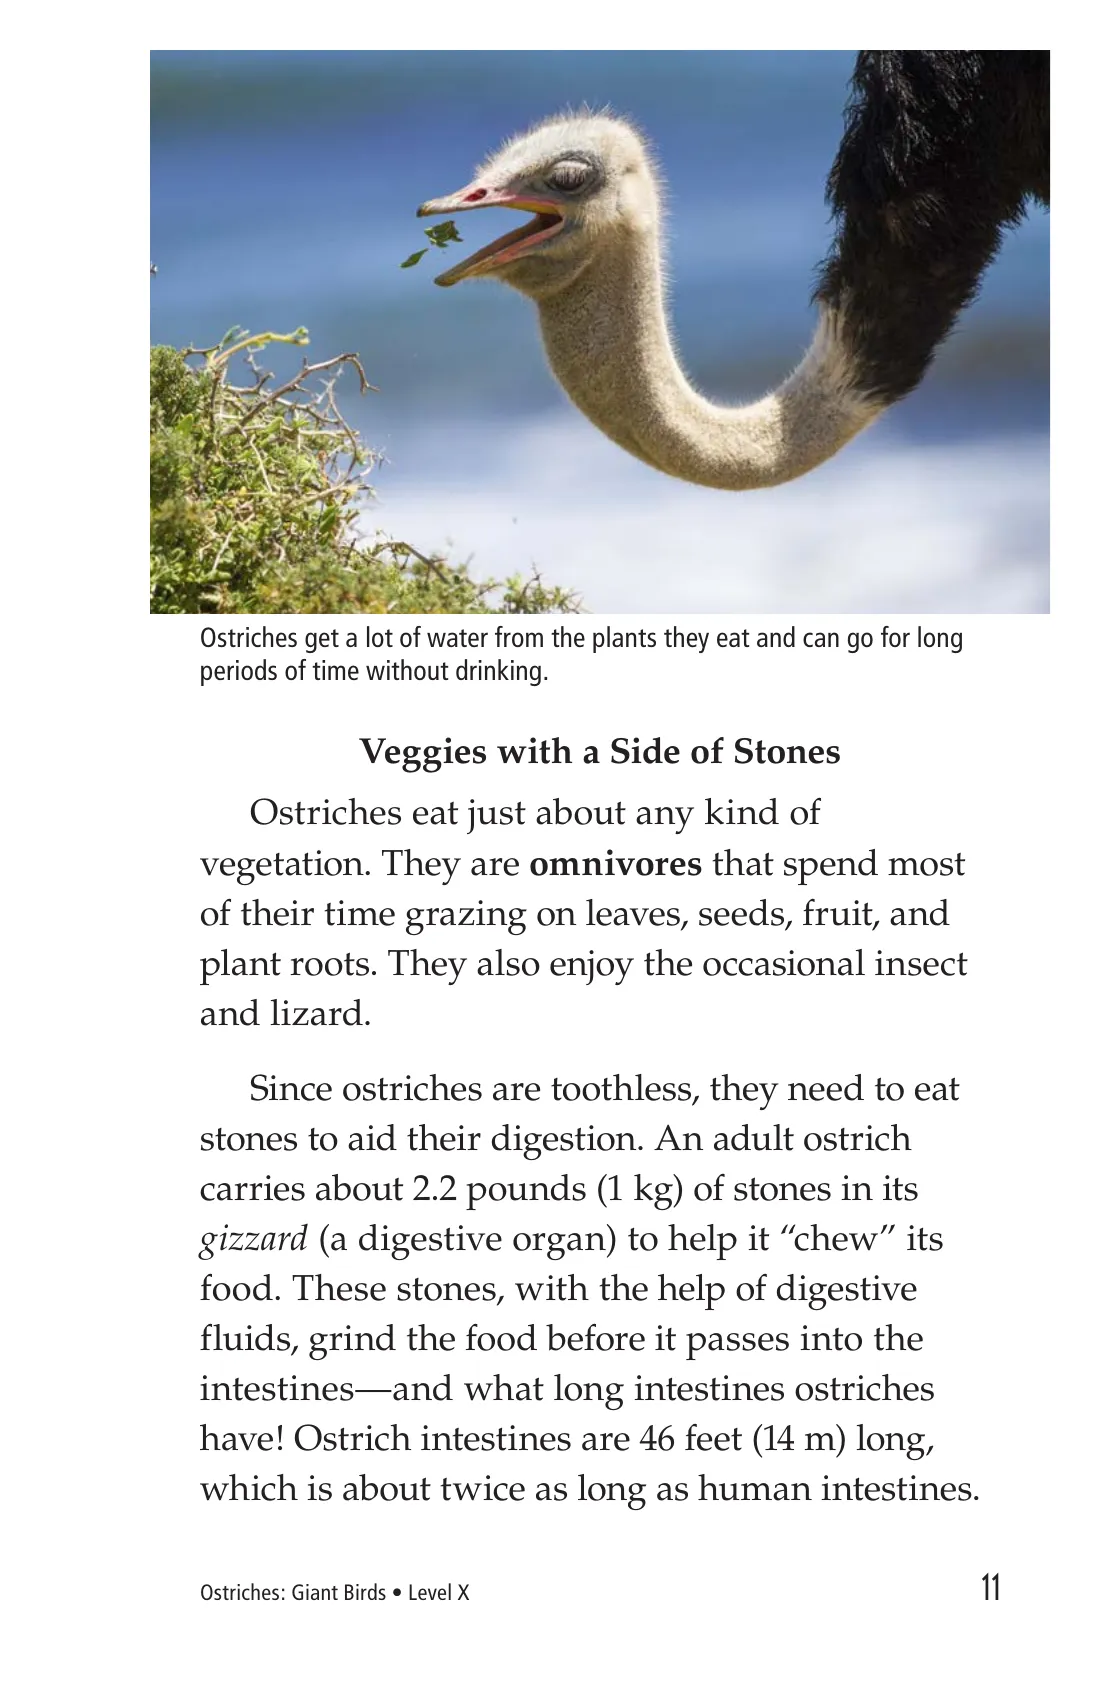 Ostriches get a lot of water from the plants they eat and can go for long
periods of time without drinking.
Veggies with a Side of Stones
Ostriches eat just about any kind of
vegetation. They are omnivores that spend most
of their time grazing on leaves, seeds, fruit, and
plant roots. They also enjoy the occasional insect
and lizard.
Since ostriches are toothless, they need to eat
stones to aid their digestion. An adult ostrich
carries about 2.2 pounds (1 kg) of stones in its
gizzard (a digestive organ) to help it “chew” its
food. These stones, with the help of digestive
fluids, grind the food before it passes into the
intestines—and what long intestines ostriches
have! Ostrich intestines are 46 feet (14 m) long,
which is about twice as long as human intestines.
Ostriches: Giant Birds • Level X 11